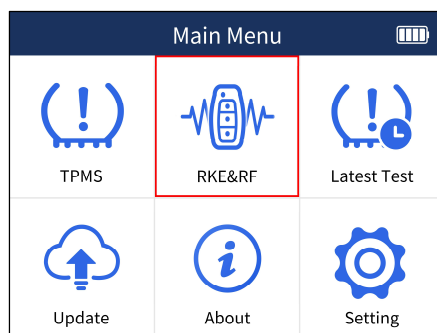 Main Menu
TPMS
RKE&RF
Latest Test
Update
About
Setting